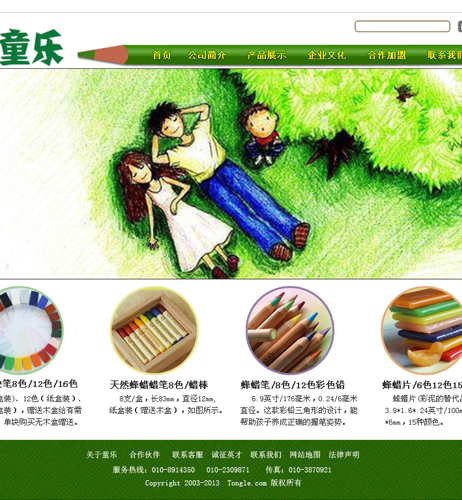 童乐
首页 公司简介 产品展示 企业文化 合作加盟 联系我们
笔8色/12色/16色
盒装)、12色(纸盒装)、
盒装),赠送木盒给有需
单块购买无木盒赠送。
天然蜂蜡蜡笔8色/蜡棒
8支/盒,长83mm,直径12mm,
纸盒装(赠送木盒),如图所示。
蜂蜡笔/8色/12色彩色铅
6.9英寸/176毫米,0.24/6毫米
直径。这款彩铅三角形的设计,能
帮助孩子养成正确的握笔姿势。
蜂蜡片/6色12色15
蜂蜡片(彩泥的替代品
3.9*1.6*.24英寸/100m
*6mm,15种颜色。
关于童乐 合作伙伴 联系客服 诚征英才 联系我们 网站地图 法律声明
服务热线:010-8914350 010-2309871 传真:010-3870921
Copyright 2003-2013 Tongle.com 版权所有